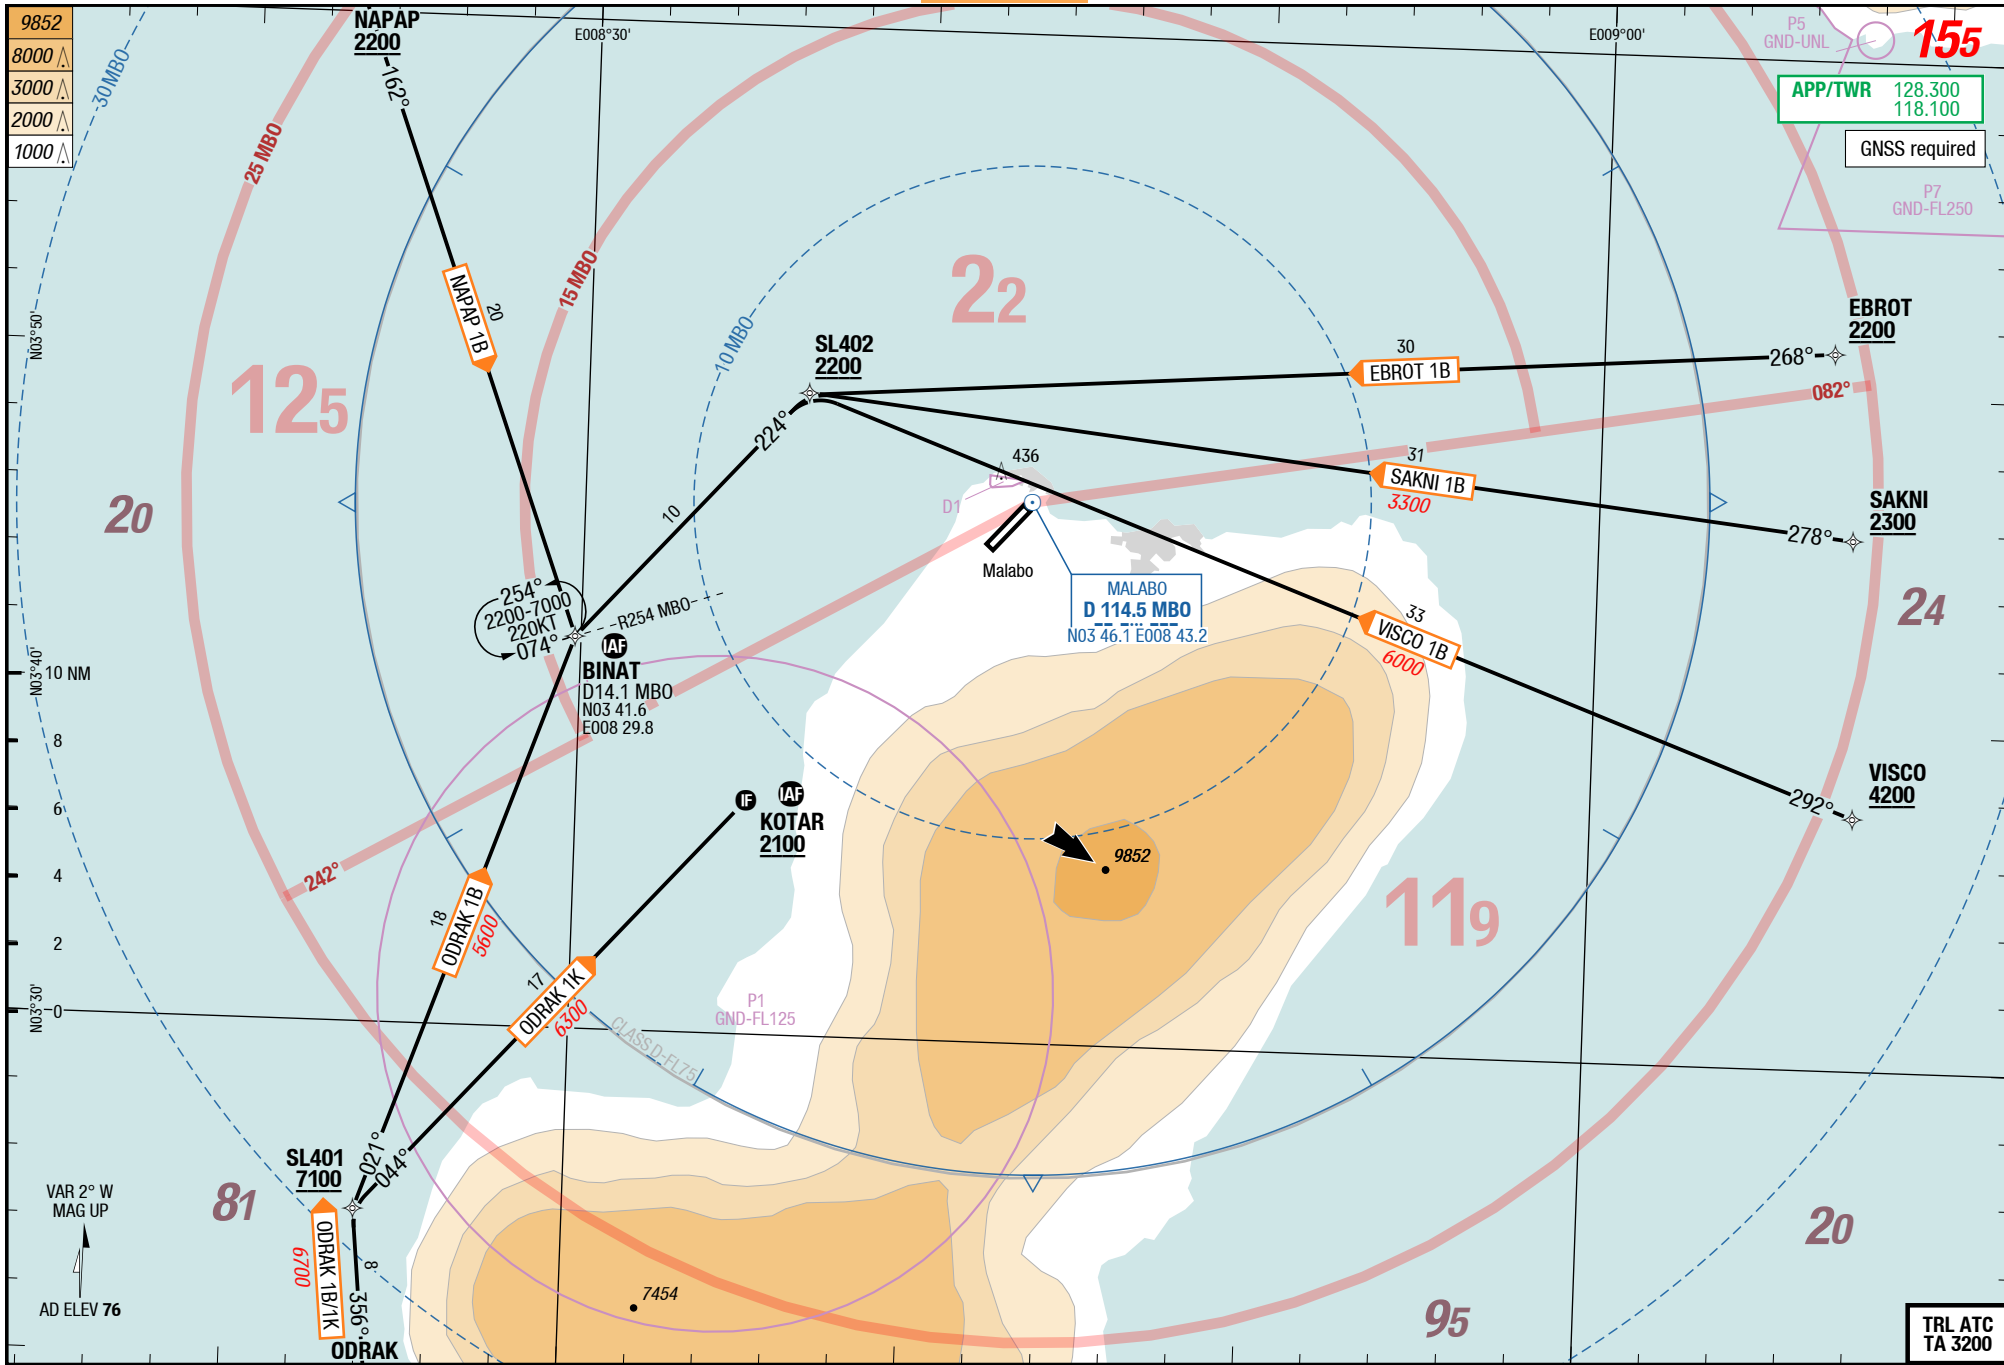 9852
8000
3000
2000
1000
NAPAP
2200
162°
30 MBO
25 MBO
15 MBO
10 MBO
E008°30'
E009°00'
P5
GND-UNL
155
APP/TWR 128.300
118.100
GNSS required
P7
GND-FL250
NAPAP 1B
20
22
125
N03°50'
SL402
2200
EBROT
2200
30
EBROT 1B
268°
082°
224°
10
436
D1
31
SAKNI 1B
3300
SAKNI
2300
278°
20
Malabo
MALABO
D 114.5 MBO
N03 46.1 E008 43.2
254°
2200-7000
220KT
074°
R254 MBO
IAF
BINAT
D14.1 MBO
N03 41.6
E008 29.8
33
VISCO 1B
6000
24
N03°40'
10 NM
8
6
4
2
0
VISCO
4200
292°
IF
IAF
KOTAR
2100
9852
242°
18
ODRAK 1B
5600
119
17
ODRAK 1K
6300
P1
GND-FL125
CLASS D-FL75
N03°30'
021°
044°
SL401
7100
81
VAR 2° W
MAG UP
AD ELEV 76
ODRAK 1B/1K
6700
8
356°
ODRAK
7454
20
95
TRL ATC
TA 3200